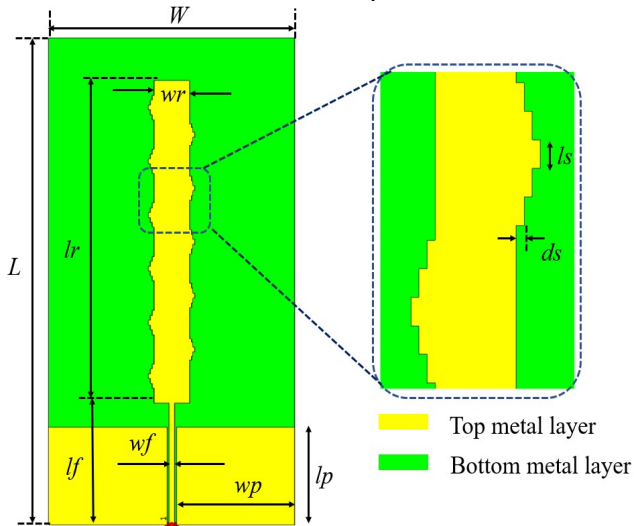 W
wr
ls
lr
L
ds
Top metal layer
wf
lf
lp
Bottom metal layer
wp